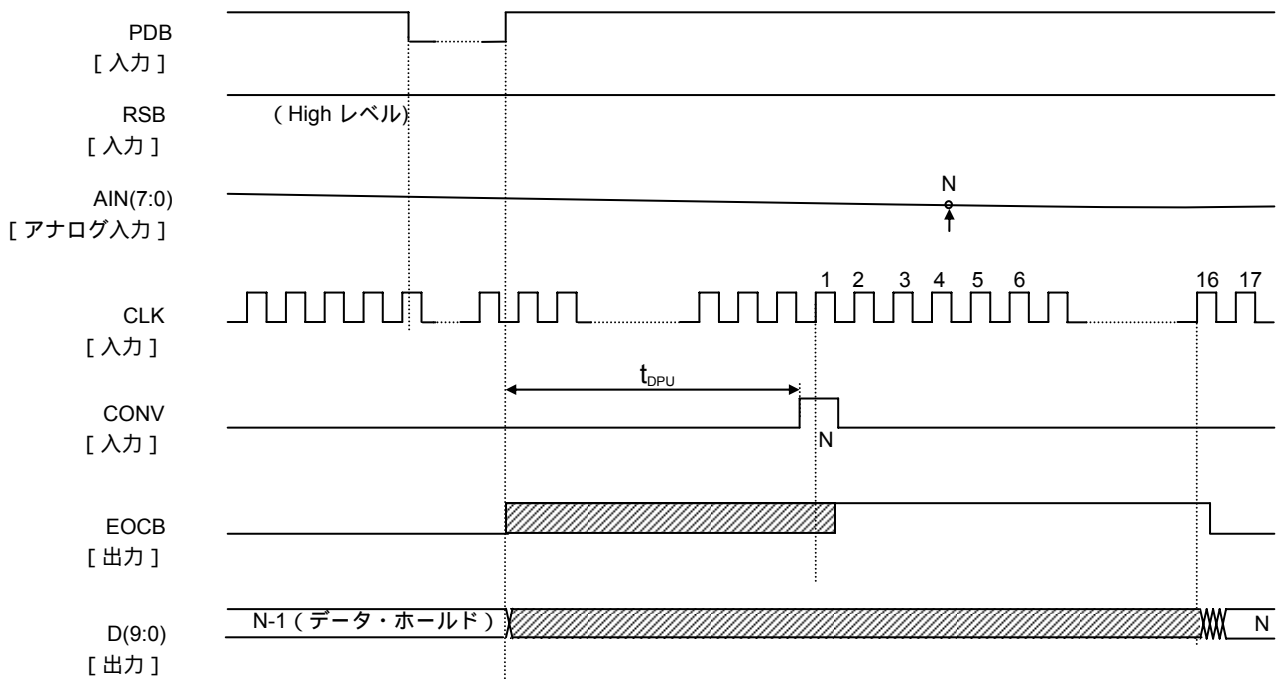 PDB
[ 入力 ]
RSB
[ 入力 ]
( High レベル)
AIN(7:0)
[ アナログ入力 ]
N
CLK
[ 入力 ]
1 2 3 4 5 6 16 17
CONV
[ 入力 ]
tDPU
N
EOCB
[ 出力 ]
D(9:0)
[ 出力 ]
N-1 ( データ・ホールド )
N